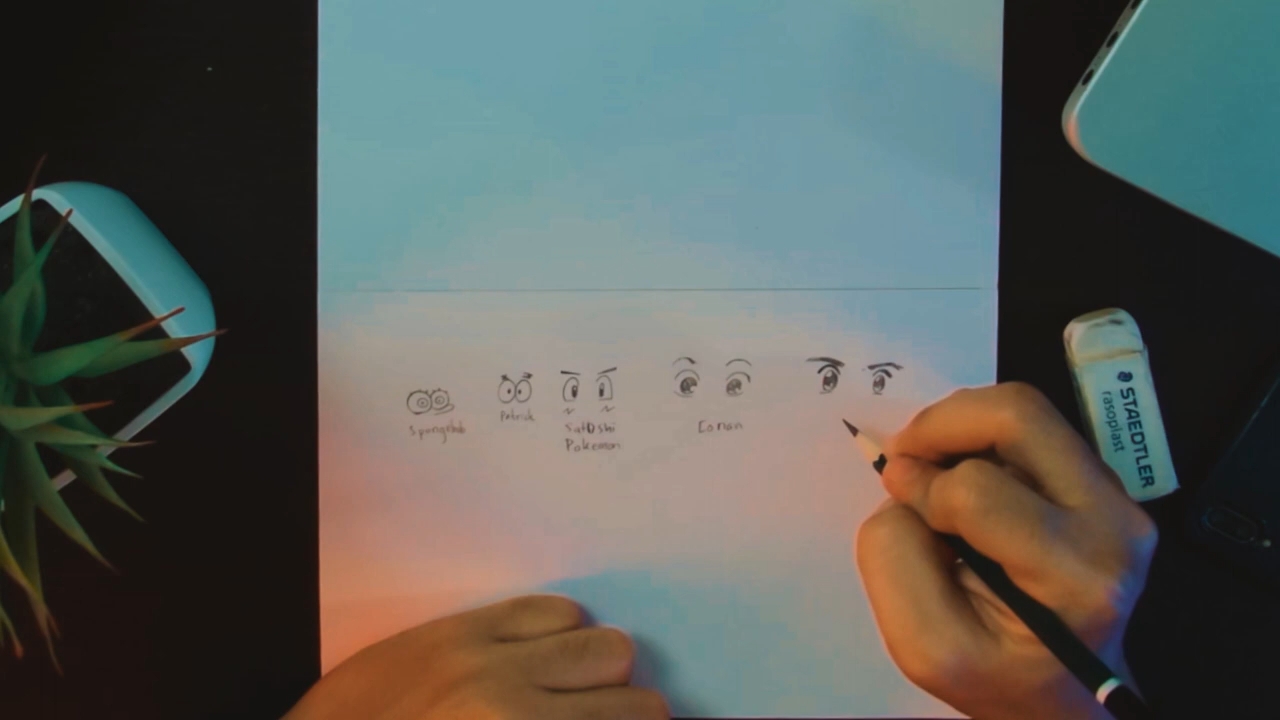 Spongebob
Patrick
Satoshi
Pokemon
Conan
STAEDTLER
rasoplast